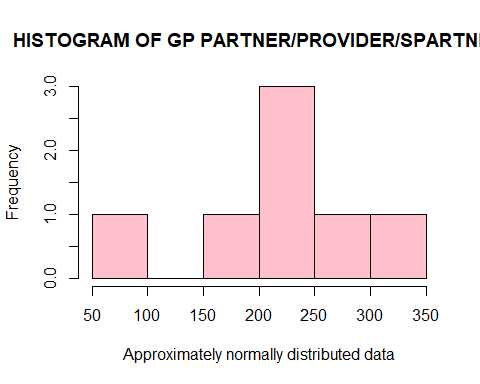 HISTOGRAM OF GP PARTNER/PROVIDER/SPARTN
3.0
2.0
1.0
0.0
Frequency
50 100 150 200 250 300 350
Approximately normally distributed data